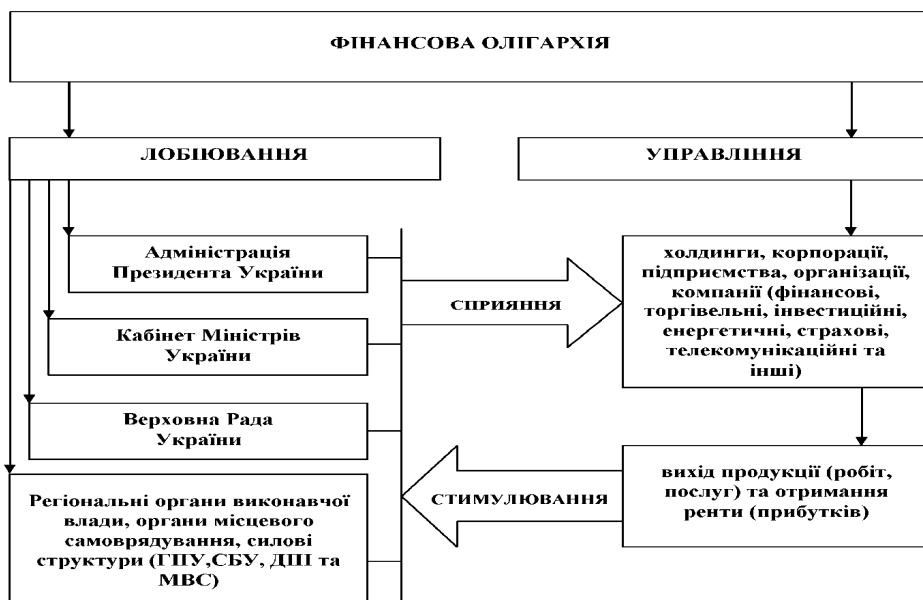 ФІНАНСОВА ОЛІГАРХІЯ
ЛОБІЮВАННЯ
УПРАВЛІННЯ
Адміністрація
Президента України
Кабінет Міністрів
України
Верховна Рада
України
Регіональні органи виконавчої
влади, органи місцевого
самоврядування, силові
структури (ГПУ,СБУ, ДПІ та
МВС)
СПРИЯННЯ
СТИМУЛЮВАННЯ
холдинги, корпорації,
підприємства, організації,
компанії (фінансові,
торгівельні, інвестиційні,
енергетичні, страхові,
телекомунікаційні та
інші)
вихід продукції (робіт,
послуг) та отримання
ренти (прибутків)